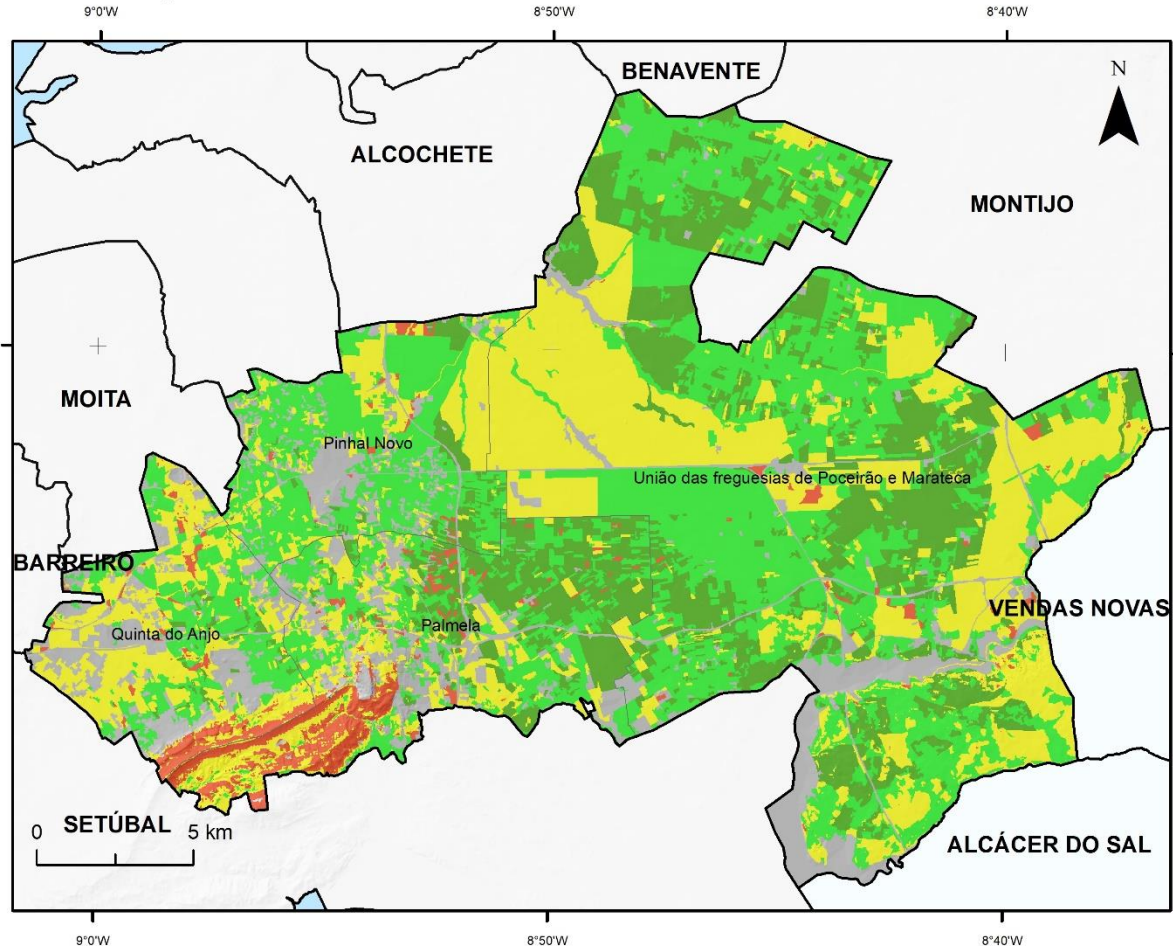 9°0'W 8°50'W 8°40'W
BENAVENTE
N
ALCOCHETE
MONTIJO
MOITA
Pinhal Novo
União das freguesias de Poceirão e Marateca
BARREIRO
VENDAS NOVAS
Quinta do Anjo
Palmela
SETÚBAL
0 5 km
ALCÁCER DO SAL
9°0'W 8°50'W 8°40'W